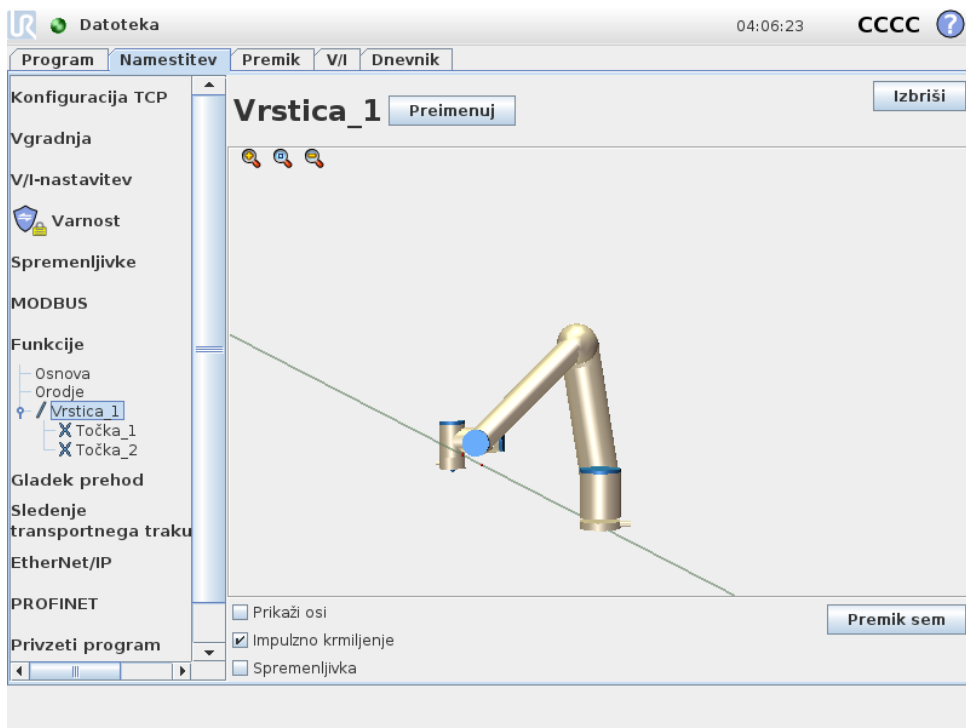 UR Datoteka 04:06:23 CCCC ?
Program Namestitev Premik V/I Dnevnik
Konfiguracija TCP
Vgradnja
V/I-nastavitev
Varnost
Spremenljivke
MODBUS
Funkcije
Osnova
Orodje
Vrstica_1
Točka_1
Točka_2
Gladek prehod
Sledenje
transportnega traku
EtherNet/IP
PROFINET
Privzeti program
Vrstica_1 Preimenuj Izbriši
Prikaži osi
Impulzno krmiljenje
Spremenljivka
Premik sem